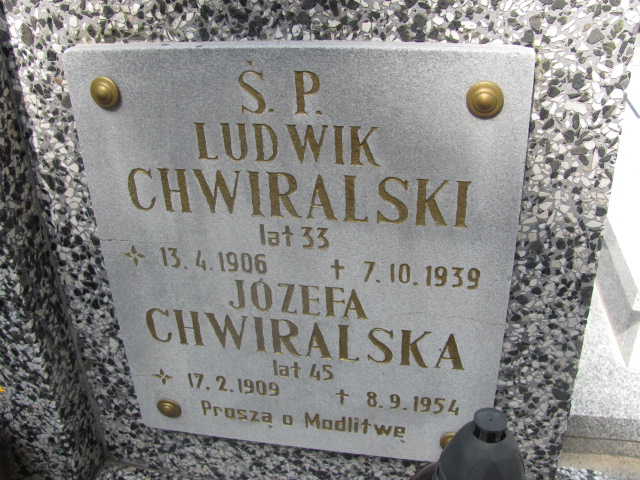 Ś. P.
LUDWIK
CHWIRALSKI
lat 33
13.4.1906 7.10.1939
JÓZEFA
CHWIRALSKA
lat 45
17.2.1909 8.9.1954
Proszą o Modlitwę